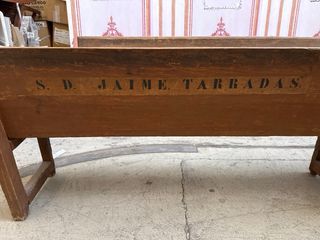 S. D. JAIME TARRADAS